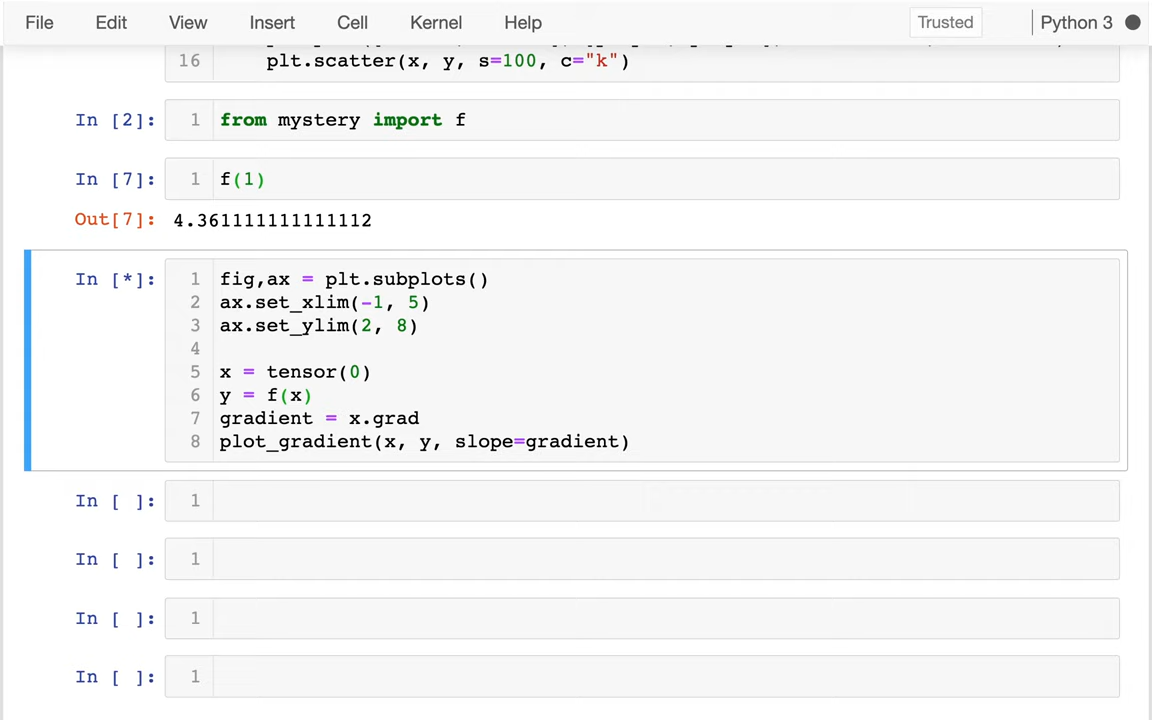 File Edit View Insert Cell Kernel Help Trusted Python 3
16 plt.scatter(x, y, s=100, c="k")
In [2]: 1 from mystery import f
In [7]: 1 f(1)
Out[7]: 4.361111111111112
In [*]: 1 fig,ax = plt.subplots()
2 ax.set_xlim(-1, 5)
3 ax.set_ylim(2, 8)
4
5 x = tensor(0)
6 y = f(x)
7 gradient = x.grad
8 plot_gradient(x, y, slope=gradient)
In [ ]: 1
In [ ]: 1
In [ ]: 1
In [ ]: 1